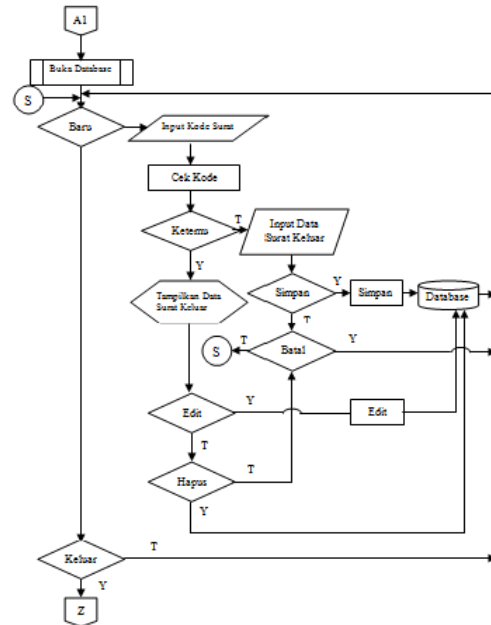 A1
Buka Database
S
Baru
Input Kode Surat
Cek Kode
Ketemu
T
Input Data
Surat Keluar
Y
Tampilkan Data
Surat Keluar
Simpan
Y
Simpan
Database
T
S
T
Batal
Y
Edit
Y
Edit
T
Hapus
T
Y
Keluar
T
Y
Z